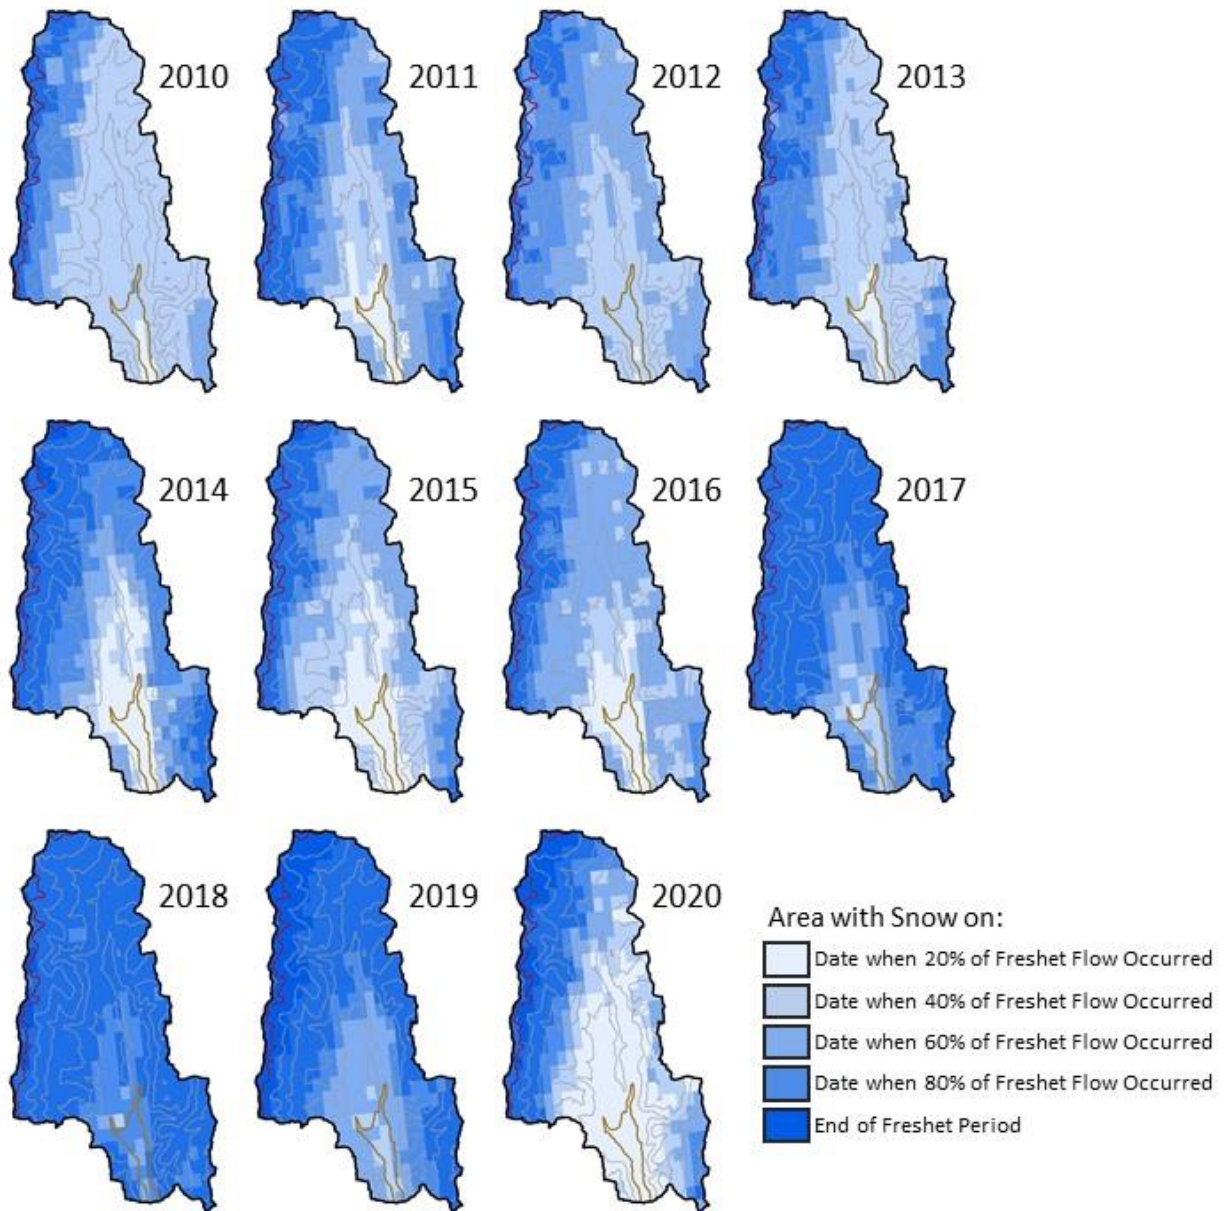 2010
2011
2012
2013
2014
2015
2016
2017
2018
2019
2020
Area with Snow on:
Date when 20% of Freshet Flow Occurred
Date when 40% of Freshet Flow Occurred
Date when 60% of Freshet Flow Occurred
Date when 80% of Freshet Flow Occurred
End of Freshet Period